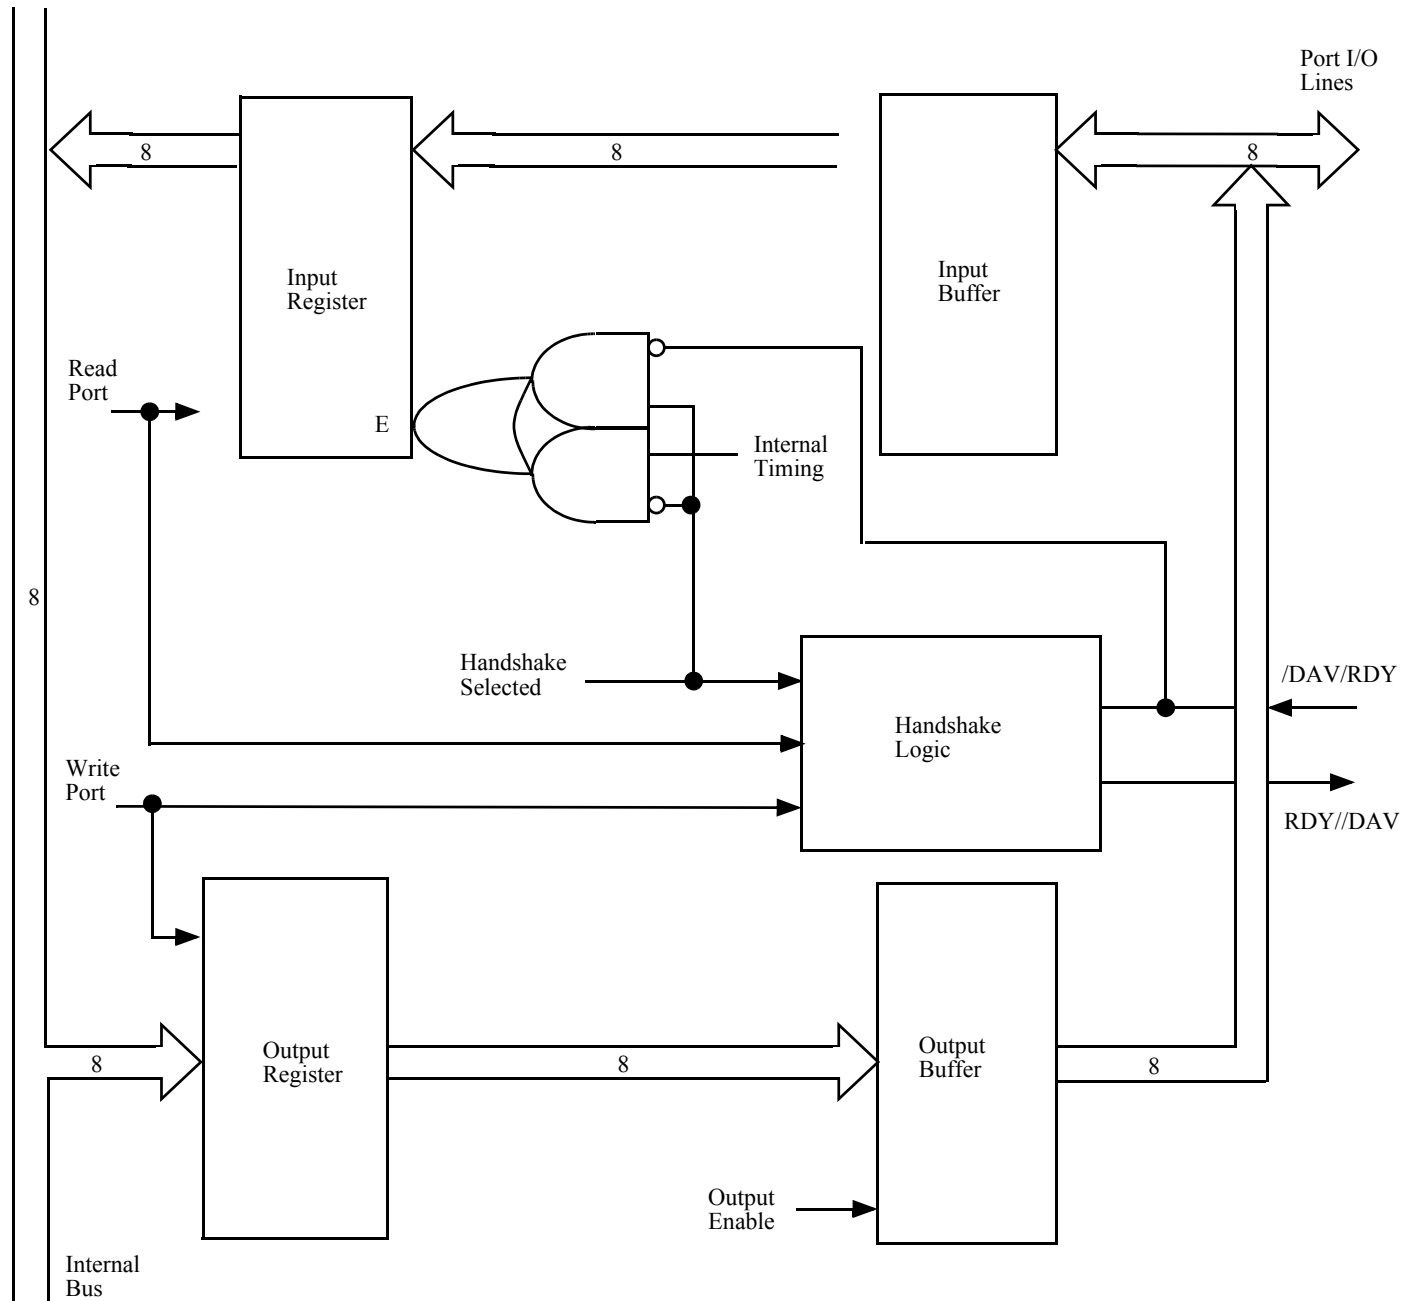 Port I/O
Lines
8
8
8
Input
Register
Input
Buffer
Read
Port
E
Internal
Timing
8
Handshake
Selected
/DAV/RDY
Handshake
Logic
Write
Port
RDY//DAV
Output
Register
8
8
Output
Buffer
8
Output
Enable
Internal
Bus